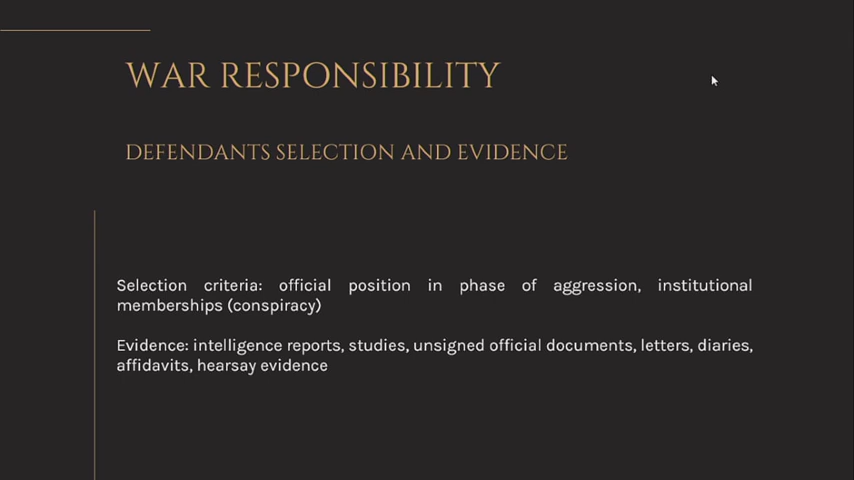 WAR RESPONSIBILITY
DEFENDANTS SELECTION AND EVIDENCE
Selection criteria: official position in phase of aggression, institutional
memberships (conspiracy)
Evidence: intelligence reports, studies, unsigned official documents, letters, diaries,
affidavits, hearsay evidence